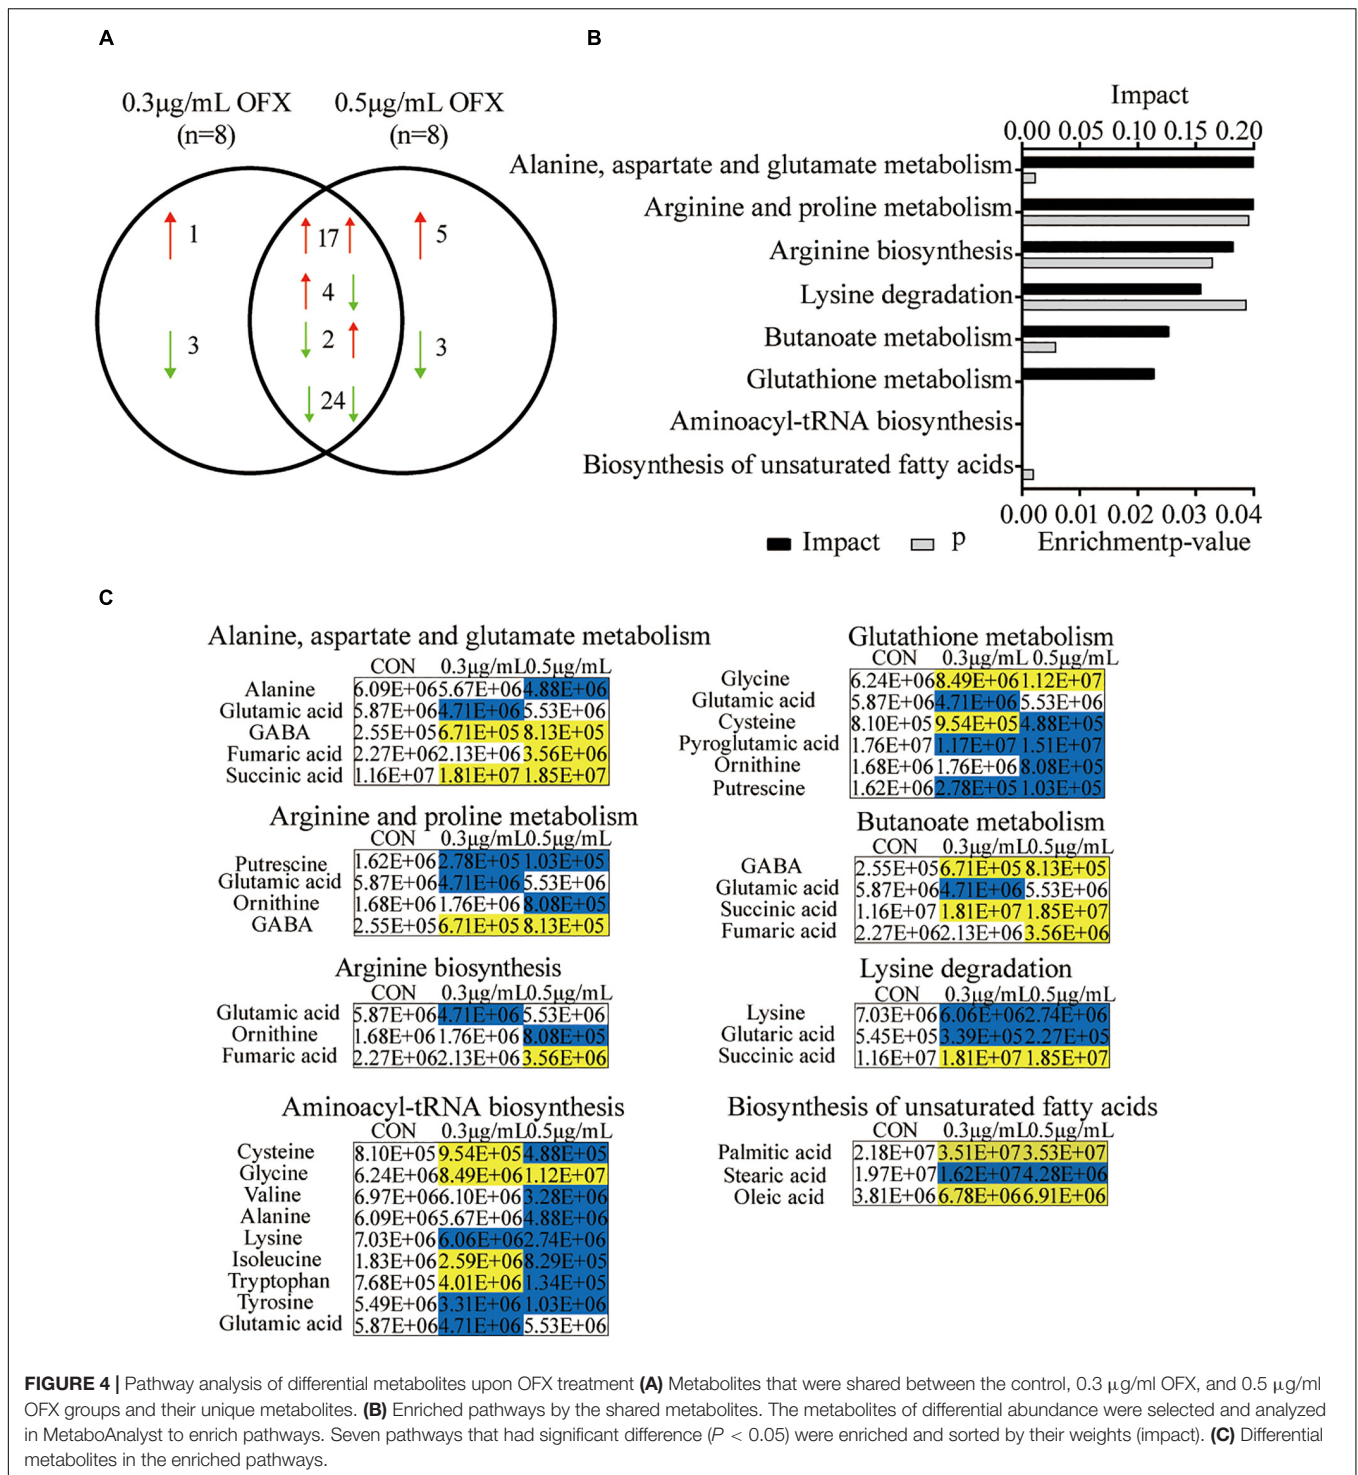 A
B
0.3μg/mL OFX
(n=8)
0.5μg/mL OFX
(n=8)
1
17
5
4
3
2
3
24
Impact
0.00 0.05 0.10 0.15 0.20
Alanine, aspartate and glutamate metabolism
Arginine and proline metabolism
Arginine biosynthesis
Lysine degradation
Butanoate metabolism
Glutathione metabolism
Aminoacyl-tRNA biosynthesis
Biosynthesis of unsaturated fatty acids
0.00 0.01 0.02 0.03 0.04
Impact p Enrichmentp-value
C
Alanine, aspartate and glutamate metabolism
CON 0.3μg/mL 0.5μg/mL
Alanine 6.09E+06 5.67E+06 4.88E+06
Glutamic acid 5.87E+06 4.71E+06 5.53E+06
GABA 2.55E+05 6.71E+05 8.13E+05
Fumaric acid 2.27E+06 2.13E+06 3.56E+06
Succinic acid 1.16E+07 1.81E+07 1.85E+07
Arginine and proline metabolism
CON 0.3μg/mL 0.5μg/mL
Putrescine 1.62E+06 2.78E+05 1.03E+05
Glutamic acid 5.87E+06 4.71E+06 5.53E+06
Ornithine 1.68E+06 1.76E+06 8.08E+05
GABA 2.55E+05 6.71E+05 8.13E+05
Arginine biosynthesis
CON 0.3μg/mL 0.5μg/mL
Glutamic acid 5.87E+06 4.71E+06 5.53E+06
Ornithine 1.68E+06 1.76E+06 8.08E+05
Fumaric acid 2.27E+06 2.13E+06 3.56E+06
Aminoacyl-tRNA biosynthesis
CON 0.3μg/mL 0.5μg/mL
Cysteine 8.10E+05 9.54E+05 4.88E+05
Glycine 6.24E+06 8.49E+06 1.12E+07
Valine 6.97E+06 6.10E+06 3.28E+06
Alanine 6.09E+06 5.67E+06 4.88E+06
Lysine 7.03E+06 6.06E+06 2.74E+06
Isoleucine 1.83E+06 2.59E+06 8.29E+05
Tryptophan 7.68E+05 4.01E+06 1.34E+05
Tyrosine 5.49E+06 3.31E+06 1.03E+06
Glutamic acid 5.87E+06 4.71E+06 5.53E+06
Glutathione metabolism
CON 0.3μg/mL 0.5μg/mL
Glycine 6.24E+06 8.49E+06 1.12E+07
Glutamic acid 5.87E+06 4.71E+06 5.53E+06
Cysteine 8.10E+05 9.54E+05 4.88E+05
Pyroglutamic acid 1.76E+07 1.17E+07 1.51E+07
Ornithine 1.68E+06 1.76E+06 8.08E+05
Putrescine 1.62E+06 2.78E+05 1.03E+05
Butanoate metabolism
CON 0.3μg/mL 0.5μg/mL
GABA 2.55E+05 6.71E+05 8.13E+05
Glutamic acid 5.87E+06 4.71E+06 5.53E+06
Succinic acid 1.16E+07 1.81E+07 1.85E+07
Fumaric acid 2.27E+06 2.13E+06 3.56E+06
Lysine degradation
CON 0.3μg/mL 0.5μg/mL
Lysine 7.03E+06 6.06E+06 2.74E+06
Glutaric acid 5.45E+05 3.39E+05 2.27E+05
Succinic acid 1.16E+07 1.81E+07 1.85E+07
Biosynthesis of unsaturated fatty acids
CON 0.3μg/mL 0.5μg/mL
Palmitic acid 2.18E+07 3.51E+07 3.53E+07
Stearic acid 1.97E+07 1.62E+07 4.28E+06
Oleic acid 3.81E+06 6.78E+06 6.91E+06
FIGURE 4 | Pathway analysis of differential metabolites upon OFX treatment (A) Metabolites that were shared between the control, 0.3 μg/ml OFX, and 0.5 μg/ml
OFX groups and their unique metabolites. (B) Enriched pathways by the shared metabolites. The metabolites of differential abundance were selected and analyzed
in MetaboAnalyst to enrich pathways. Seven pathways that had significant difference (P < 0.05) were enriched and sorted by their weights (impact). (C) Differential
metabolites in the enriched pathways.